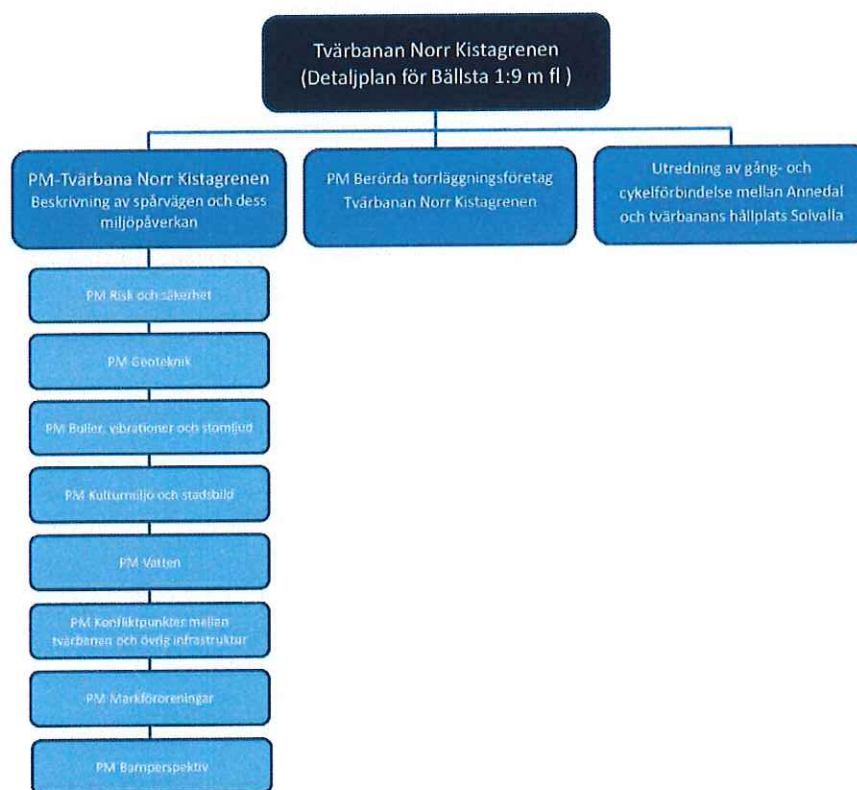 Tvärbanan Norr Kistagrenen
(Detaljplan för Bällsta 1:9 m fl )
PM-Tvärbana Norr Kistagrenen
Beskrivning av spårvägen och dess
miljöpåverkan
PM Berörda torrläggningsföretag
Tvärbanan Norr Kistagrenen
Utredning av gång- och
cykelförbindelse mellan Annedal
och tvärbanans hållplats Solvalla
PM Risk och säkerhet
PM Geoteknik
PM Buller, vibrationer och stomljud
PM Kulturmiljö och stadsbild
PM Vatten
PM Konfliktpunkter mellan
tvärbanan och övrig infrastruktur
PM Markföroreningar
PM Barnperspektiv